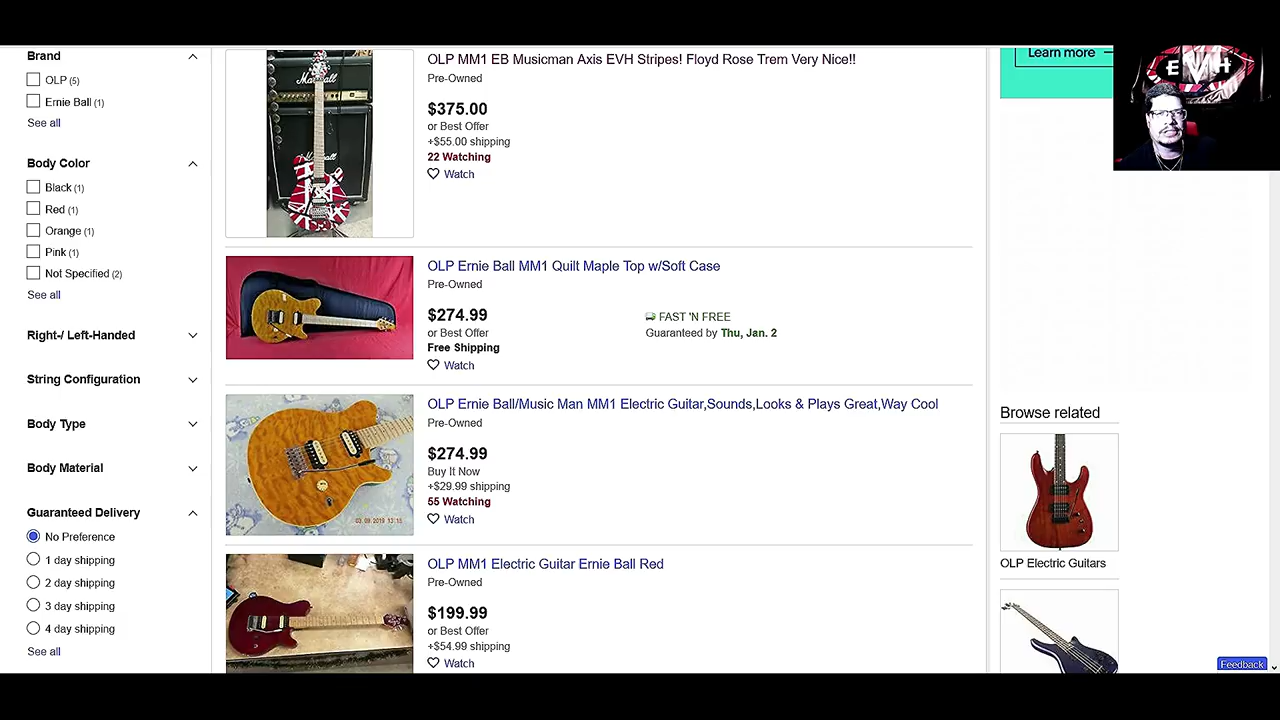 Brand
OLP (5)
Ernie Ball (1)
See all
Body Color
Black (1)
Red (1)
Orange (1)
Pink (1)
Not Specified (2)
See all
Right-/ Left-Handed
String Configuration
Body Type
Body Material
Guaranteed Delivery
No Preference
1 day shipping
2 day shipping
3 day shipping
4 day shipping
See all
Marshall
OLP MM1 EB Musicman Axis EVH Stripes! Floyd Rose Trem Very Nice!!
Pre-Owned
$375.00
or Best Offer
+$55.00 shipping
22 Watching
Watch
OLP Ernie Ball MM1 Quilt Maple Top w/Soft Case
Pre-Owned
$274.99
or Best Offer
Free Shipping
Watch
FAST 'N FREE
Guaranteed by Thu, Jan. 2
03.09.2019 13:15
OLP Ernie Ball/Music Man MM1 Electric Guitar,Sounds,Looks & Plays Great,Way Cool
Pre-Owned
$274.99
Buy It Now
+$29.99 shipping
55 Watching
Watch
OLP MM1 Electric Guitar Ernie Ball Red
Pre-Owned
$199.99
or Best Offer
+$54.99 shipping
Watch
Learn more
EVH
Browse related
OLP Electric Guitars
Feedback